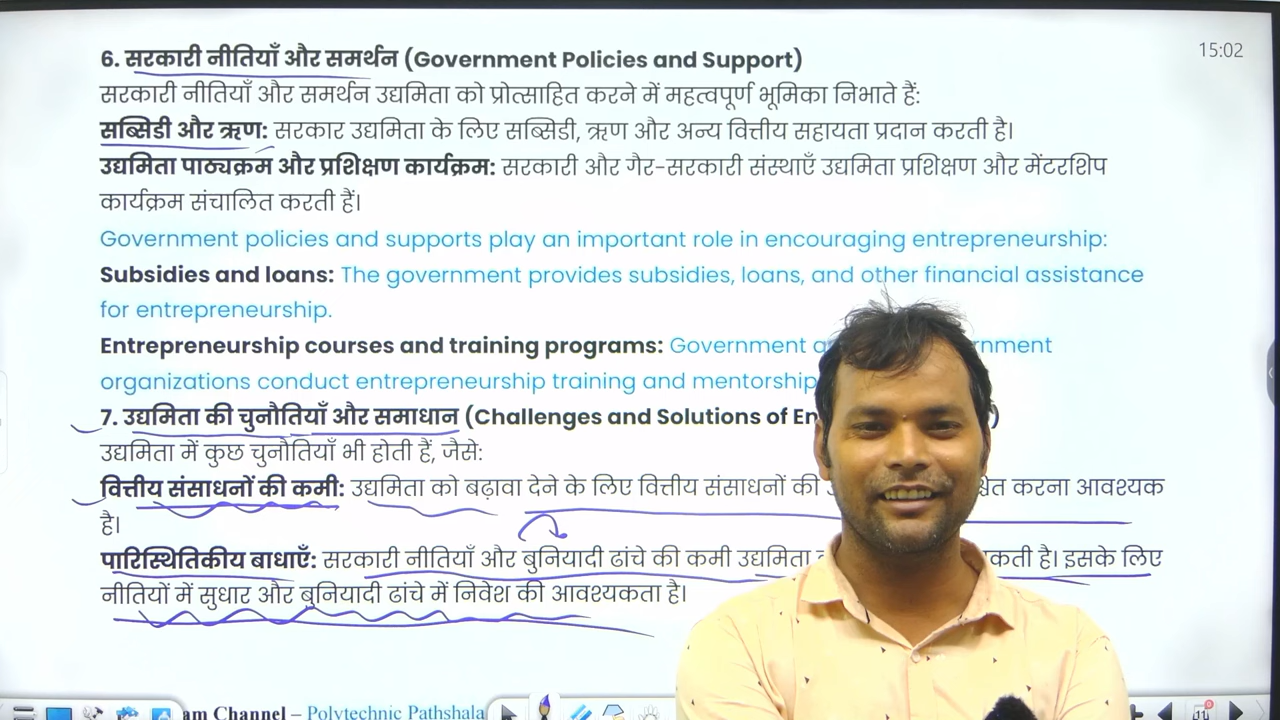 15:02
6. सरकारी नीतियाँ और समर्थन (Government Policies and Support)
सरकारी नीतियाँ और समर्थन उद्यमिता को प्रोत्साहित करने में महत्वपूर्ण भूमिका निभाते हैं:
सब्सिडी और ऋण: सरकार उद्यमिता के लिए सब्सिडी, ऋण और अन्य वित्तीय सहायता प्रदान करती है।
उद्यमिता पाठ्यक्रम और प्रशिक्षण कार्यक्रम: सरकारी और गैर-सरकारी संस्थाएँ उद्यमिता प्रशिक्षण और मेंटरशिप
कार्यक्रम संचालित करती हैं।
Government policies and supports play an important role in encouraging entrepreneurship:
Subsidies and loans: The government provides subsidies, loans, and other financial assistance
for entrepreneurship.
Entrepreneurship courses and training programs: Government
organizations conduct entrepreneurship training and mentorship
7. उद्यमिता की चुनौतियाँ और समाधान (Challenges and Solutions of
उद्यमिता में कुछ चुनौतियाँ भी होती हैं, जैसे:
वित्तीय संसाधनों की कमी: उद्यमिता को बढ़ावा देने के लिए वित्तीय संसाधनों की करना आवश्यक
है।
पारिस्थितिकीय बाधाएँ: सरकारी नीतियाँ और बुनियादी ढांचे की कमी उद्यमिता है। इसके लिए
नीतियों में सुधार और बुनियादी ढांचे में निवेश की आवश्यकता है।
Channel – Polytechnic Pathshala